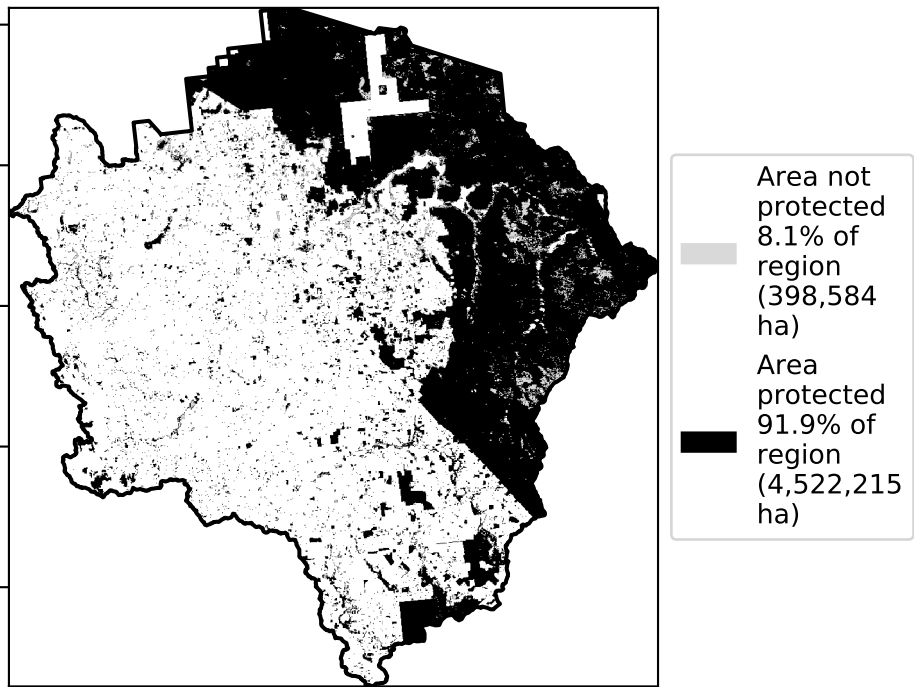 Area not
protected
8.1% of
region
(398,584
ha)
Area
protected
91.9% of
region
(4,522,215
ha)